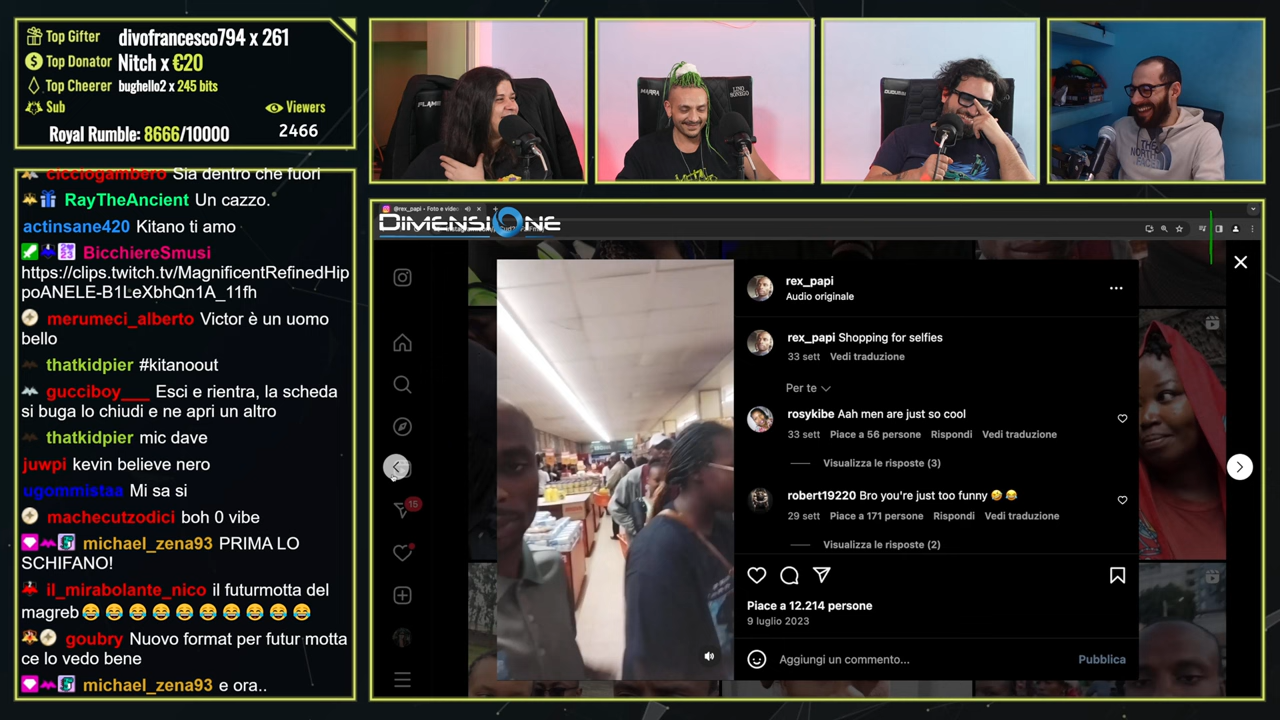 Top Gifter divofrancesco794 x 261
Top Donator Nitch x €20
Top Cheerer bughello2 x 245 bits
Sub Viewers
Royal Rumble: 8666/10000 2466
cicciogambero Sia dentro che fuori
RayTheAncient Un cazzo.
actinsane420 Kitano ti amo
BicchiereSmusi
https://clips.twitch.tv/MagnificentRefinedHip
poANELE-B1LeXbhQn1A_11fh
merumeci_alberto Victor è un uomo
bello
thatkidpier #kitanoout
gucciboy___ Esci e rientra, la scheda
si buga lo chiudi e ne apri un altro
thatkidpier mic dave
juwpi kevin believe nero
ugommistaa Mi sa si
machecutzodici boh 0 vibe
michael_zena93 PRIMA LO
SCHIFANO!
il_mirabolante_nico il futurmotta del
magreb😂😂😂😂😂😂😂😂😂
goubry Nuovo format per futur motta
ce lo vedo bene
michael_zena93 e ora..
@rex_papi • Foto e video
DIMENSIONE
15
rex_papi
Audio originale
rex_papi Shopping for selfies
33 sett Vedi traduzione
Per te
rosykibe Aah men are just so cool
33 sett Piace a 56 persone Rispondi Vedi traduzione
Visualizza le risposte (3)
robert19220 Bro you're just too funny 🤣 😂
29 sett Piace a 171 persone Rispondi Vedi traduzione
Visualizza le risposte (2)
Piace a 12.214 persone
9 luglio 2023
Aggiungi un commento... Pubblica